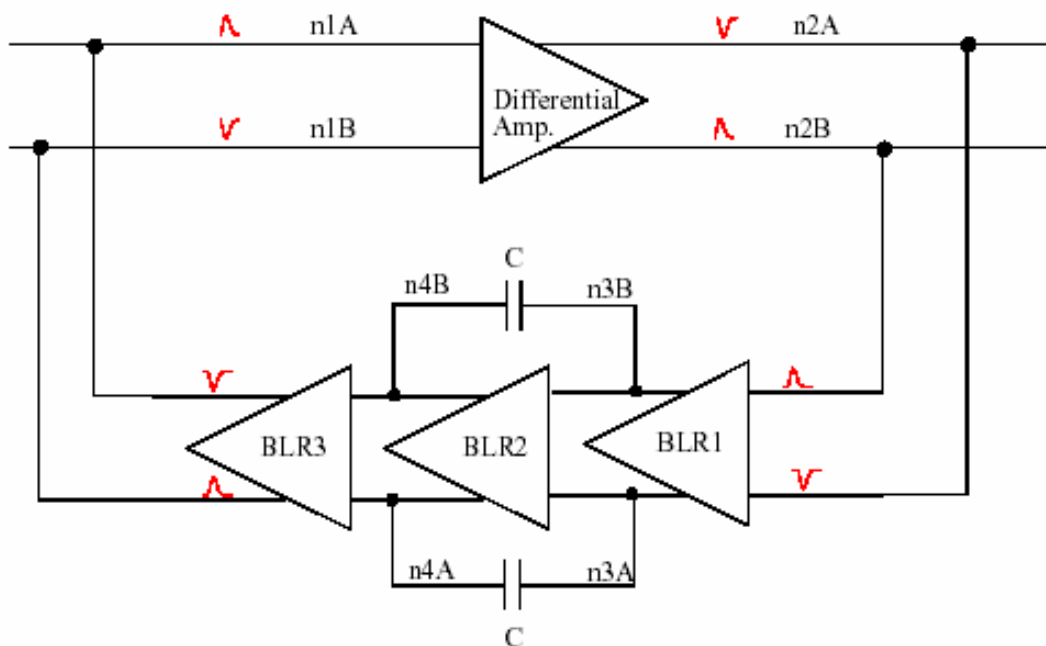 n1A
n2A
Differential
Amp.
n1B
n2B
C
n4B
n3B
BLR3
BLR2
BLR1
n4A
n3A
C